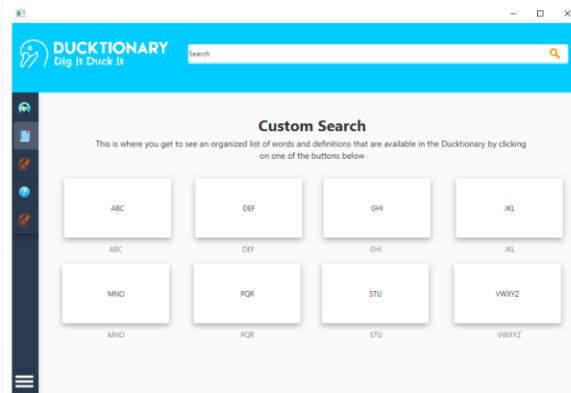 DUCKTIONARY
Dig It Duck It
Search
Custom Search
This is where you get to see an organized list of words and definitions that are available in the Ducktionary by clicking
on one of the buttons below
ABC DEF GHI JKL
ABC DEF GHI JKL
MNO PQR STU VWXYZ
MNO PQR STU VWXYZ